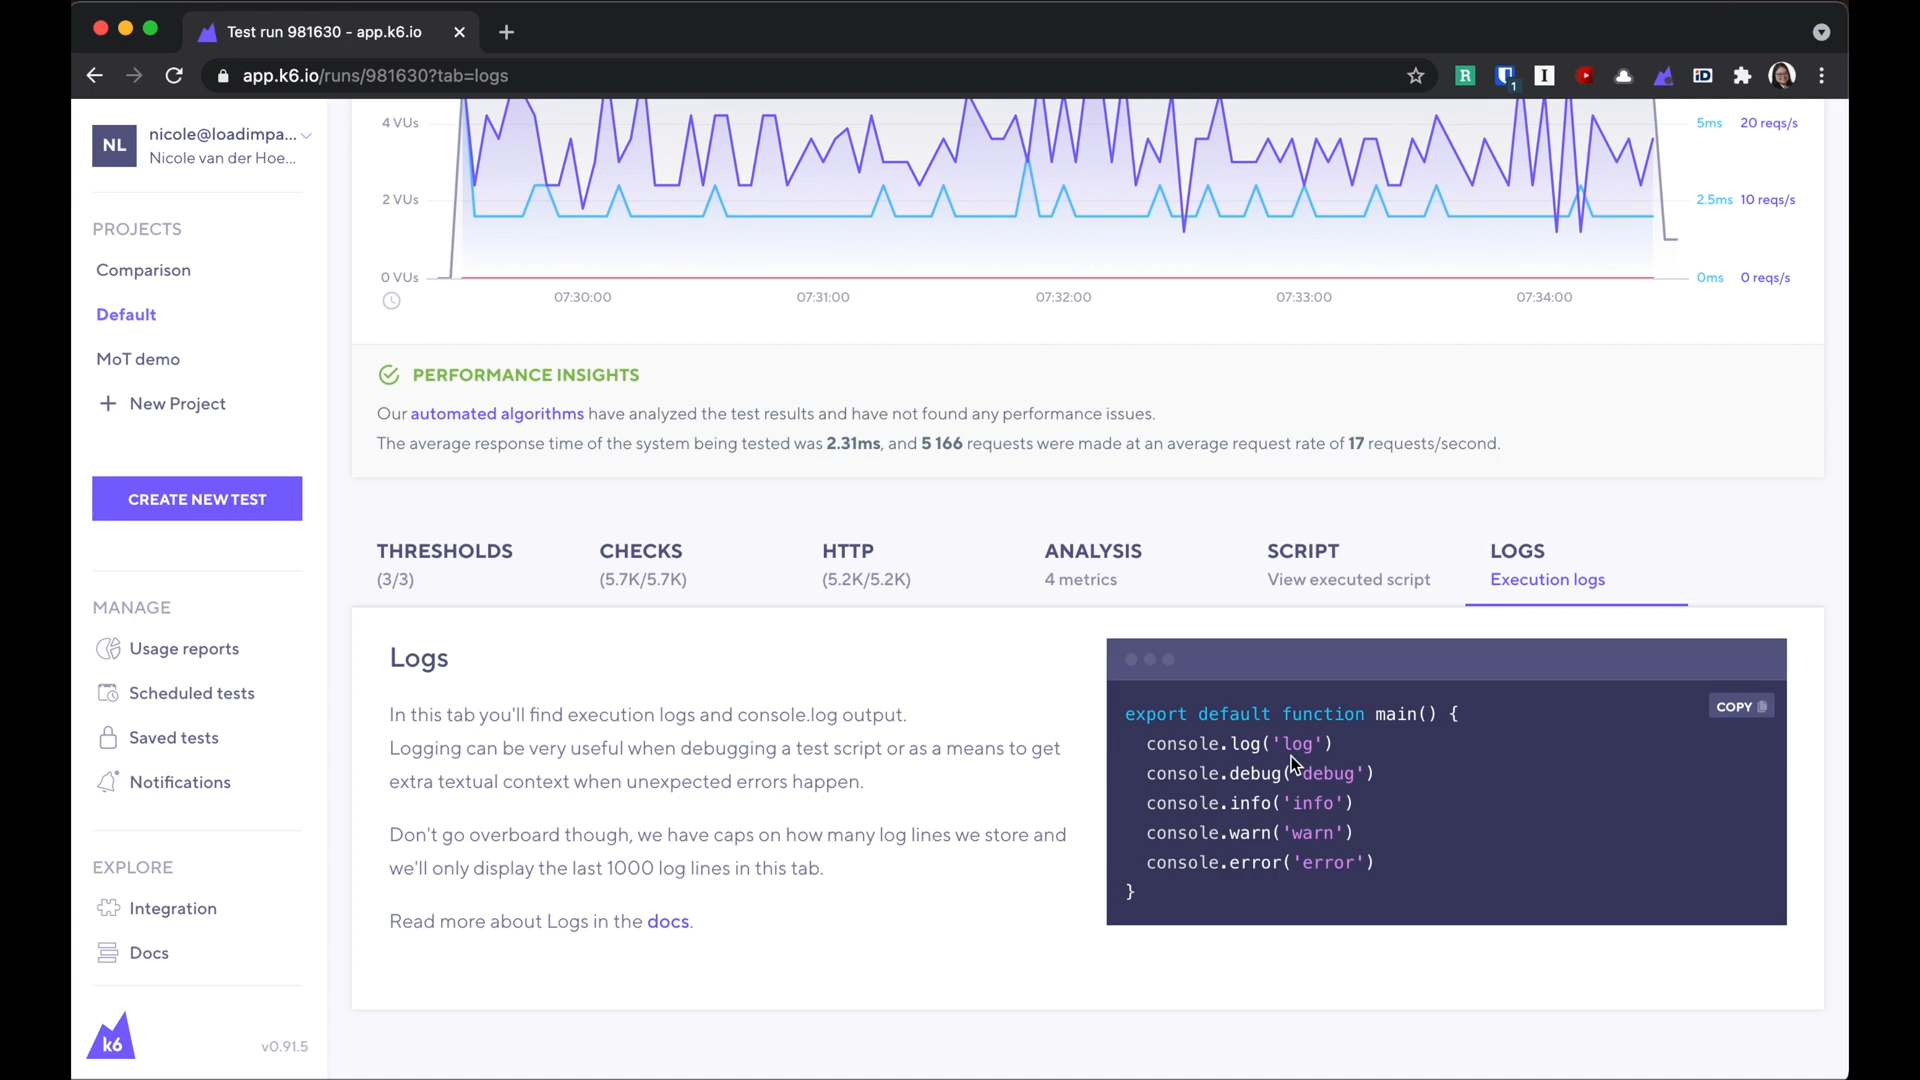 Test run 981630 - app.k6.io
app.k6.io/runs/981630?tab=logs
1
NL
nicole@loadimpa...
Nicole van der Hoe...
PROJECTS
Comparison
Default
MoT demo
New Project
CREATE NEW TEST
MANAGE
Usage reports
Scheduled tests
Saved tests
Notifications
EXPLORE
Integration
Docs
k6
v0.91.5
4 VUs
5ms 20 reqs/s
2 VUs
2.5ms 10 reqs/s
0 VUs
0ms 0 reqs/s
07:30:00 07:31:00 07:32:00 07:33:00 07:34:00
PERFORMANCE INSIGHTS
Our automated algorithms have analyzed the test results and have not found any performance issues.
The average response time of the system being tested was 2.31ms, and 5 166 requests were made at an average request rate of 17 requests/second.
THRESHOLDS
(3/3)
CHECKS
(5.7K/5.7K)
HTTP
(5.2K/5.2K)
ANALYSIS
4 metrics
SCRIPT
View executed script
LOGS
Execution logs
Logs
In this tab you'll find execution logs and console.log output.
Logging can be very useful when debugging a test script or as a means to get
extra textual context when unexpected errors happen.
Don't go overboard though, we have caps on how many log lines we store and
we'll only display the last 1000 log lines in this tab.
Read more about Logs in the docs.
COPY
export default function main() {
console.log('log')
console.debug('debug')
console.info('info')
console.warn('warn')
console.error('error')
}